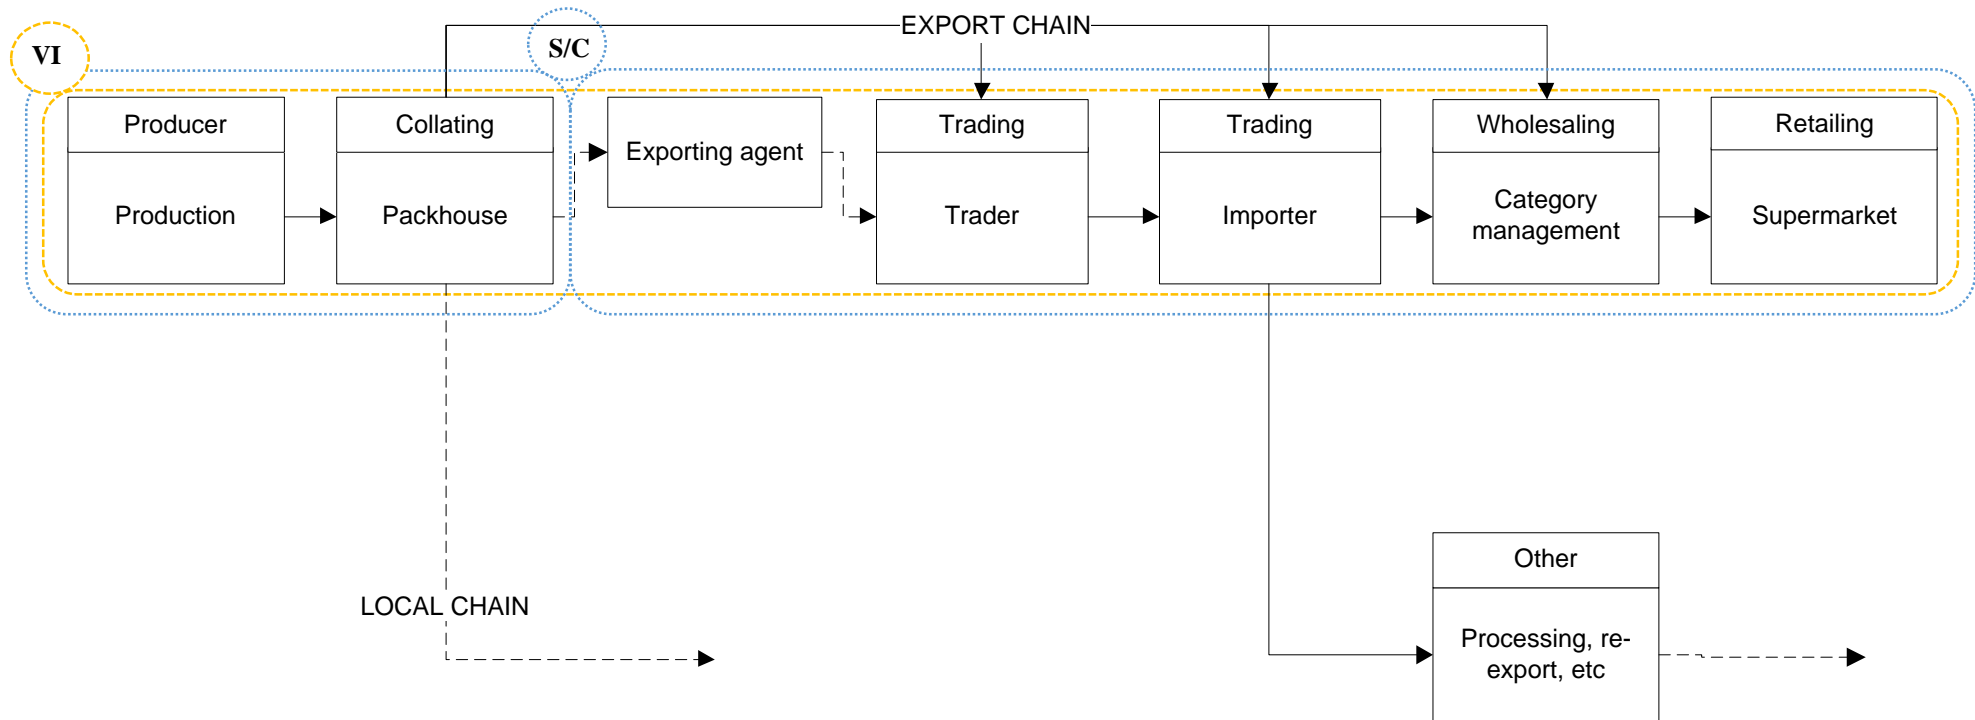 EXPORT CHAIN
VI
S/C
Producer
Production
Collating
Packhouse
Exporting agent
Trading
Trader
Trading
Importer
Wholesaling
Category
management
Retailing
Supermarket
LOCAL CHAIN
Other
Processing, re-
export, etc